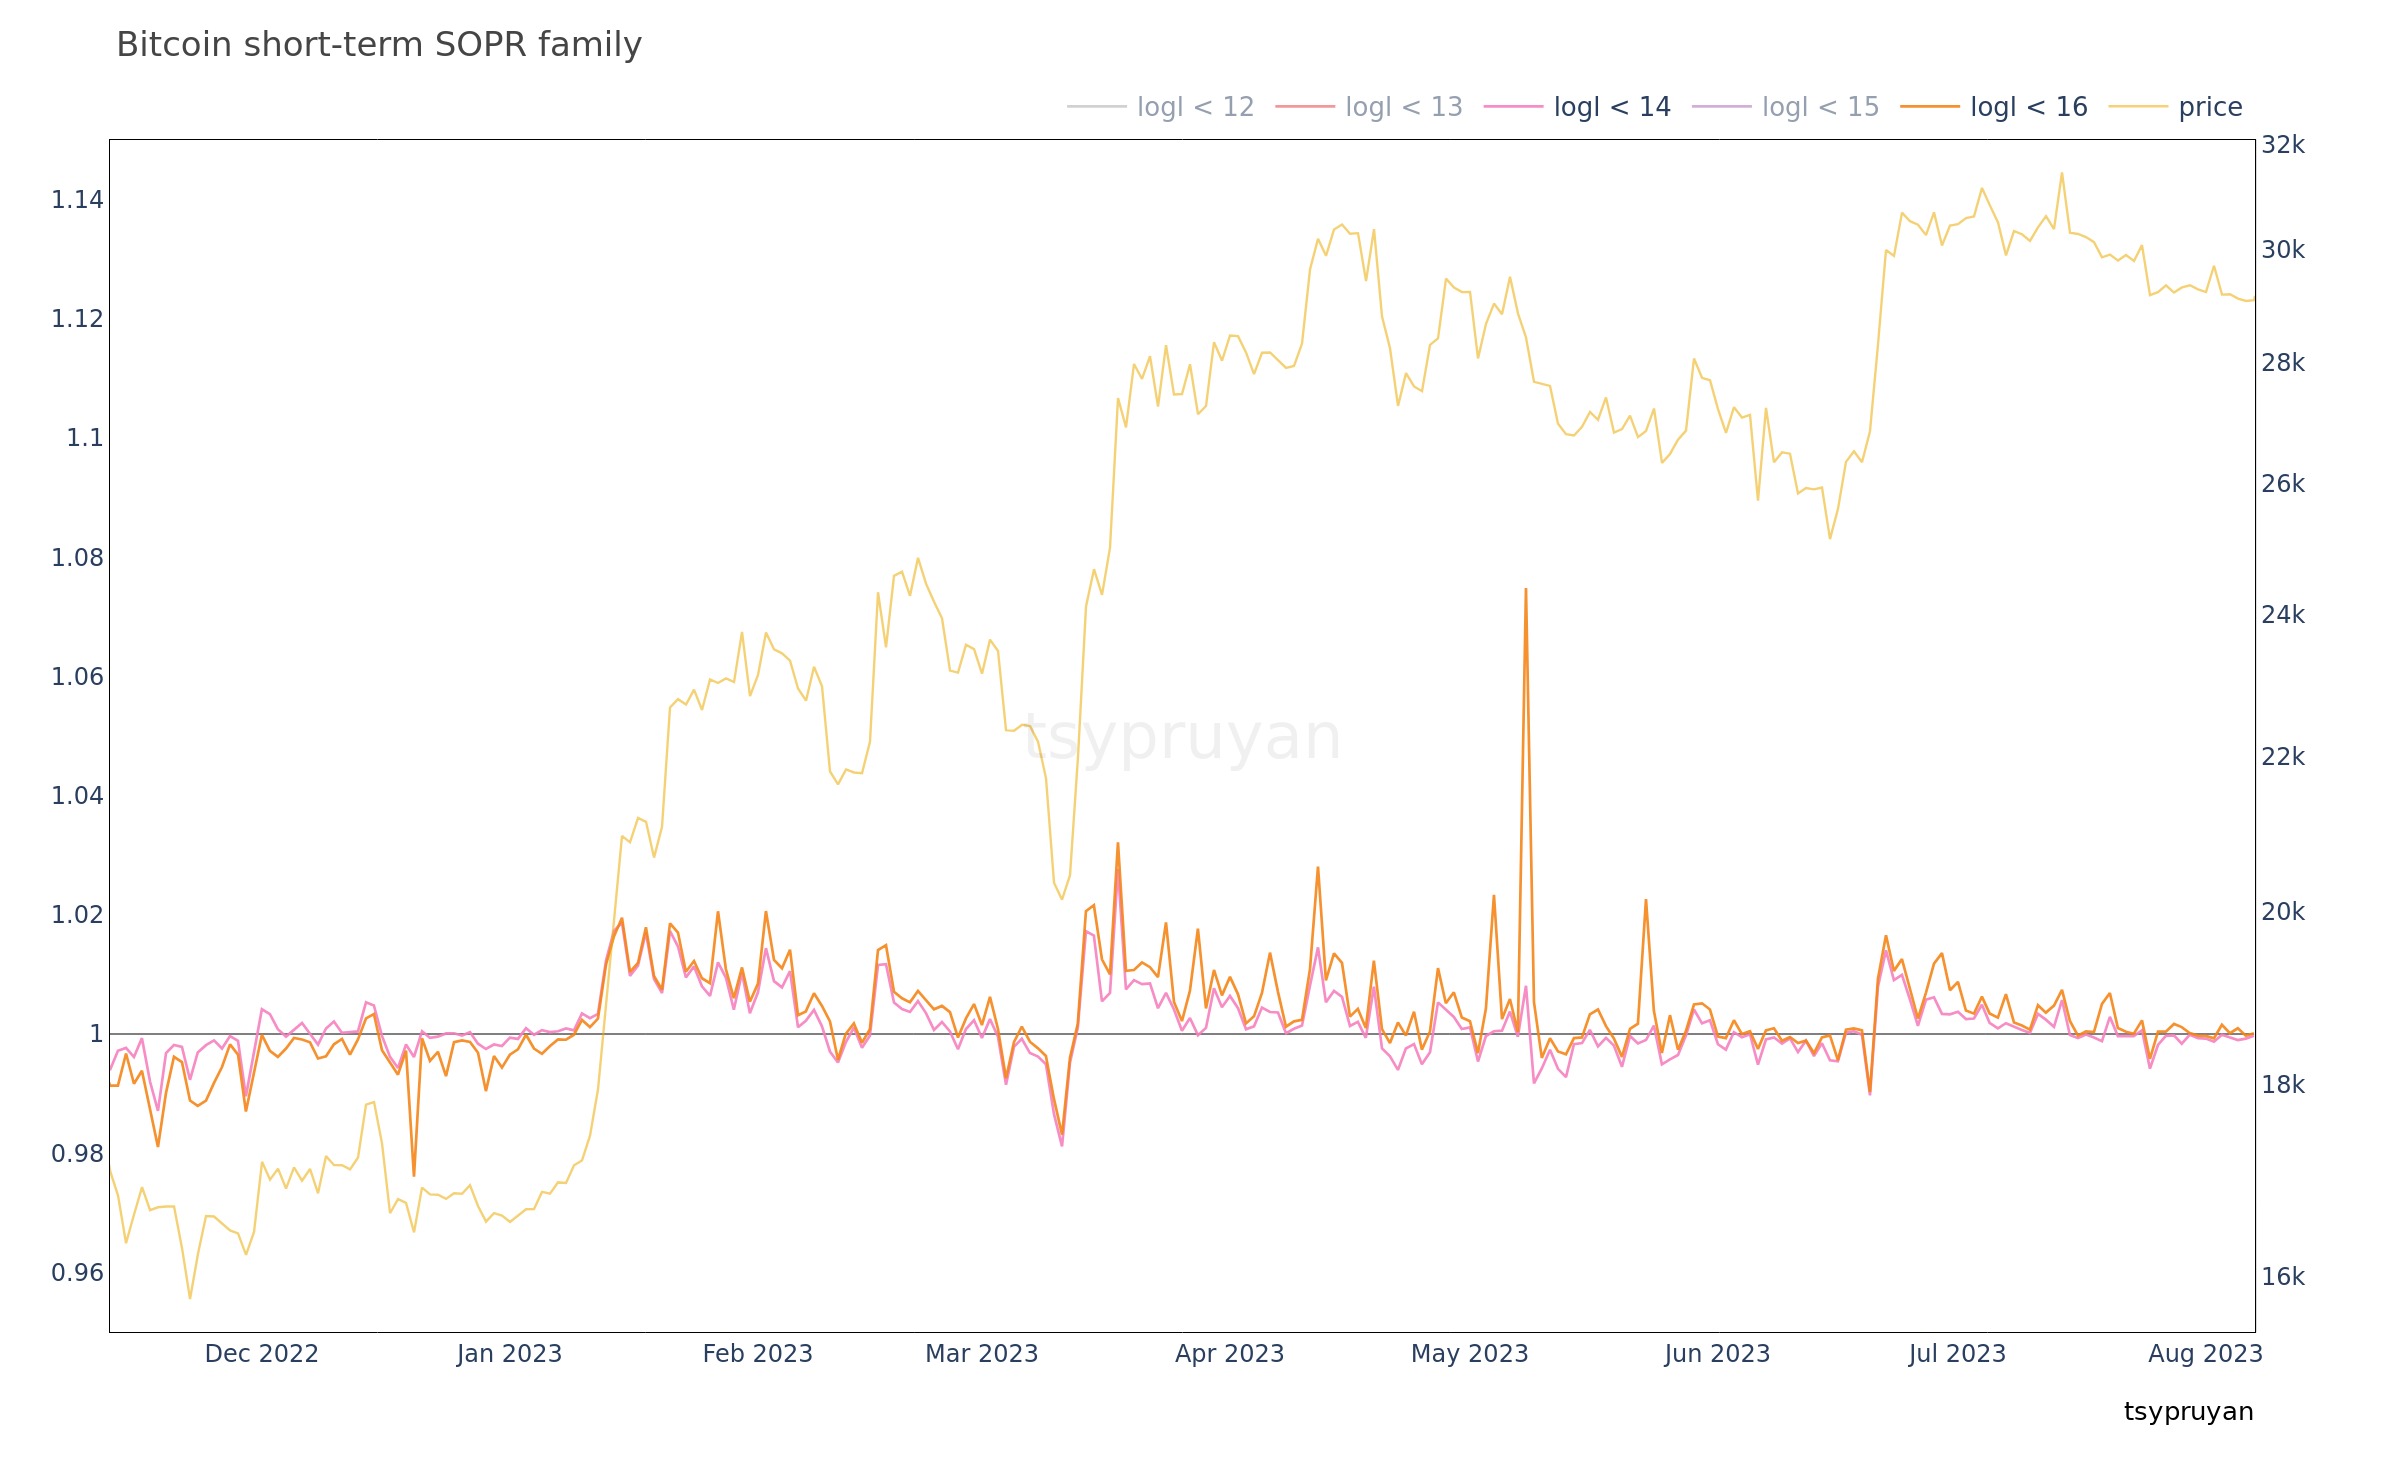 Bitcoin short-term SOPR family
logl < 12 logl < 13 logl < 14 logl < 15 logl < 16 price
32k
1.14
30k
1.12
28k
1.1
26k
1.08
24k
1.06
tsypruyan
22k
1.04
1.02
20k
1
18k
0.98
0.96
16k
Dec 2022 Jan 2023 Feb 2023 Mar 2023 Apr 2023 May 2023 Jun 2023 Jul 2023 Aug 2023
tsypruyan